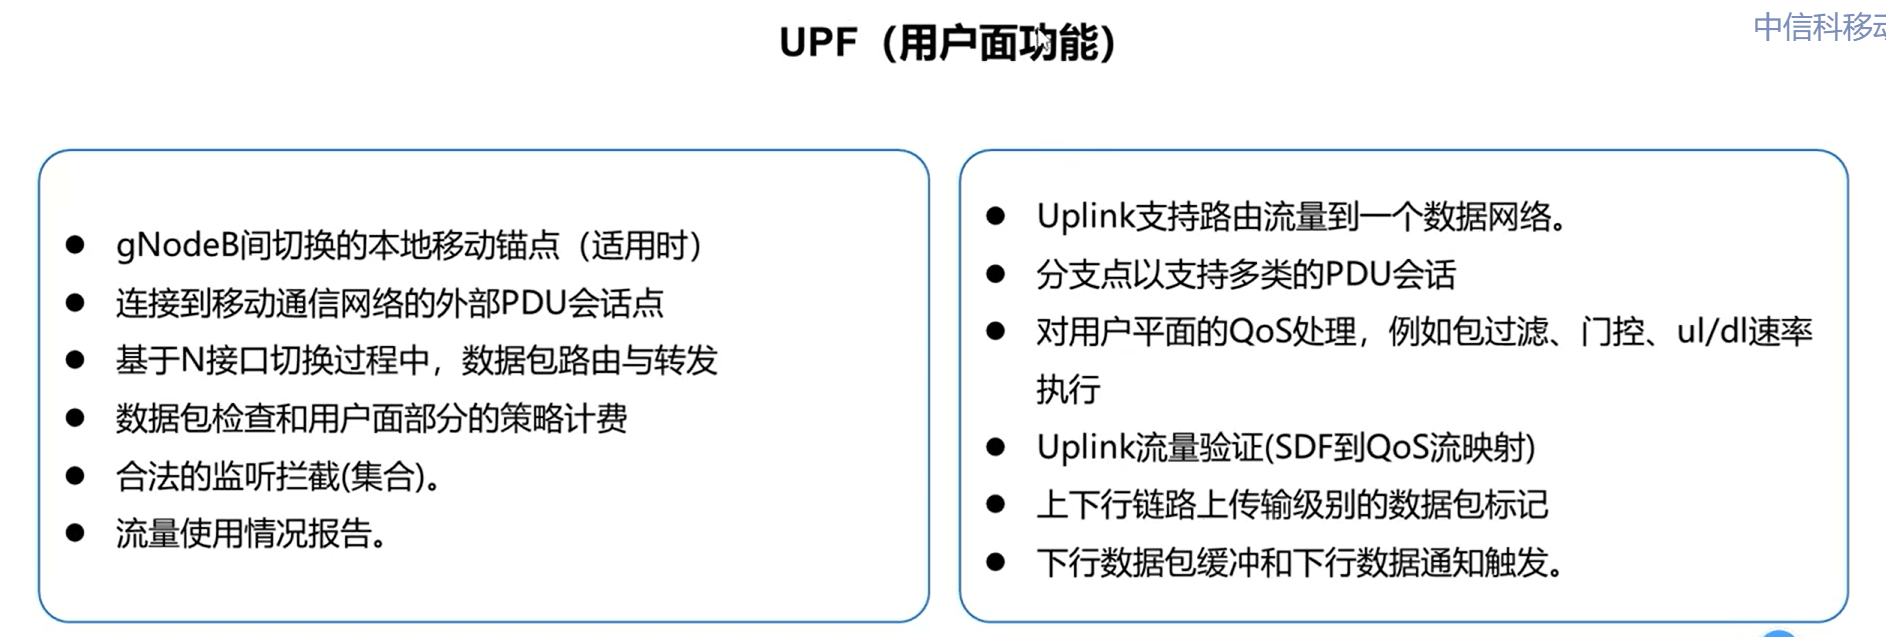 UPF（用户面功能）
中信科移动
● gNodeB间切换的本地移动锚点（适用时）
● 连接到移动通信网络的外部PDU会话点
● 基于N接口切换过程中，数据包路由与转发
● 数据包检查和用户面部分的策略计费
● 合法的监听拦截(集合)。
● 流量使用情况报告。
● Uplink支持路由流量到一个数据网络。
● 分支点以支持多类的PDU会话
● 对用户平面的QoS处理，例如包过滤、门控、ul/dl速率
执行
● Uplink流量验证(SDF到QoS流映射)
● 上下行链路上传输级别的数据包标记
● 下行数据包缓冲和下行数据通知触发。